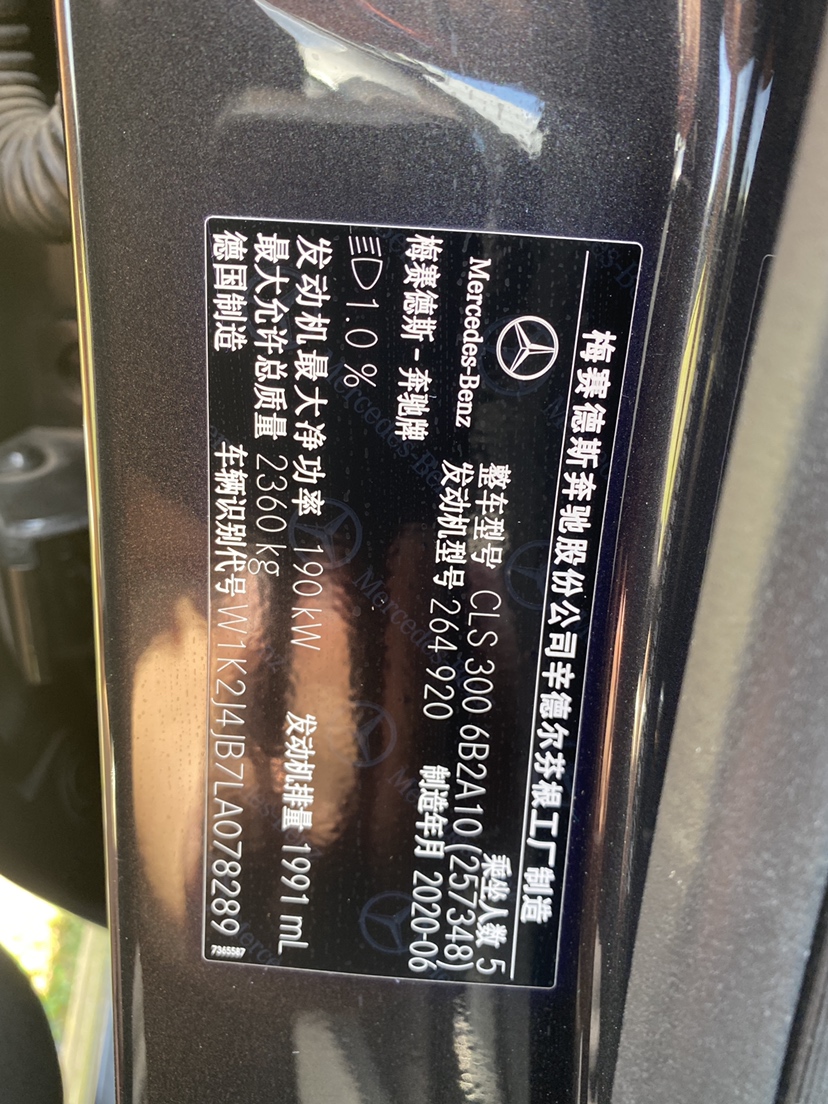 梅赛德斯奔驰股份公司辛德尔芬根工厂制造
Mercedes-Benz
乘坐人数 5
整车型号 CLS 300 6B2A10 (257348)
梅赛德斯-奔驰牌 发动机型号 264 920 制造年月 2020-06
1.0 %
发动机最大净功率 190 kW 发动机排量 1991 mL
最大允许总质量 2360 kg
德国制造 车辆识别代号 W1K2J4JB7LA078289
7365587